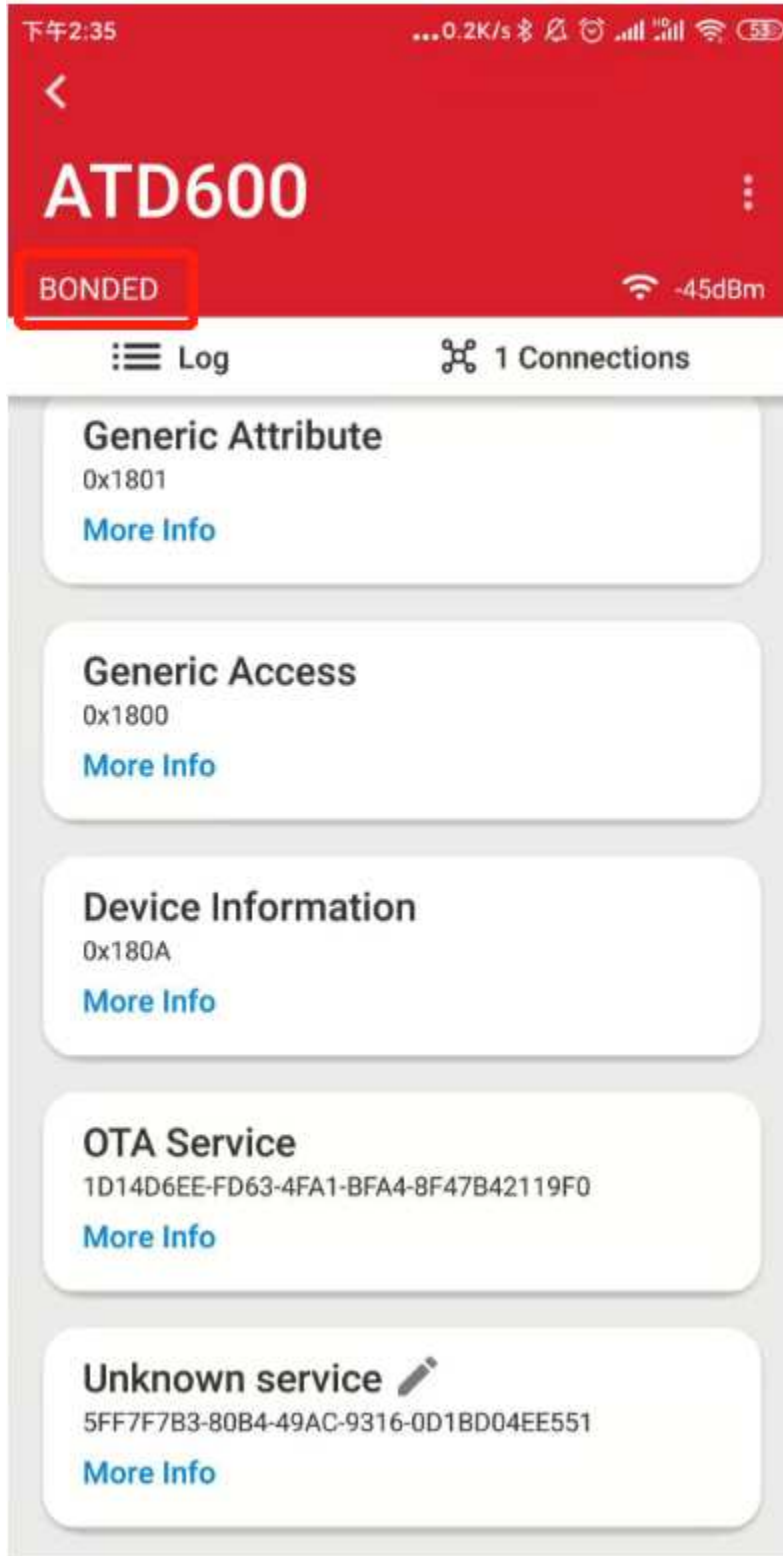 下午2:35 ...0.2K/s 53
ATD600
BONDED -45dBm
Log 1 Connections
Generic Attribute
0x1801
More Info
Generic Access
0x1800
More Info
Device Information
0x180A
More Info
OTA Service
1D14D6EE-FD63-4FA1-BFA4-8F47B42119F0
More Info
Unknown service
5FF7F7B3-80B4-49AC-9316-0D1BD04EE551
More Info